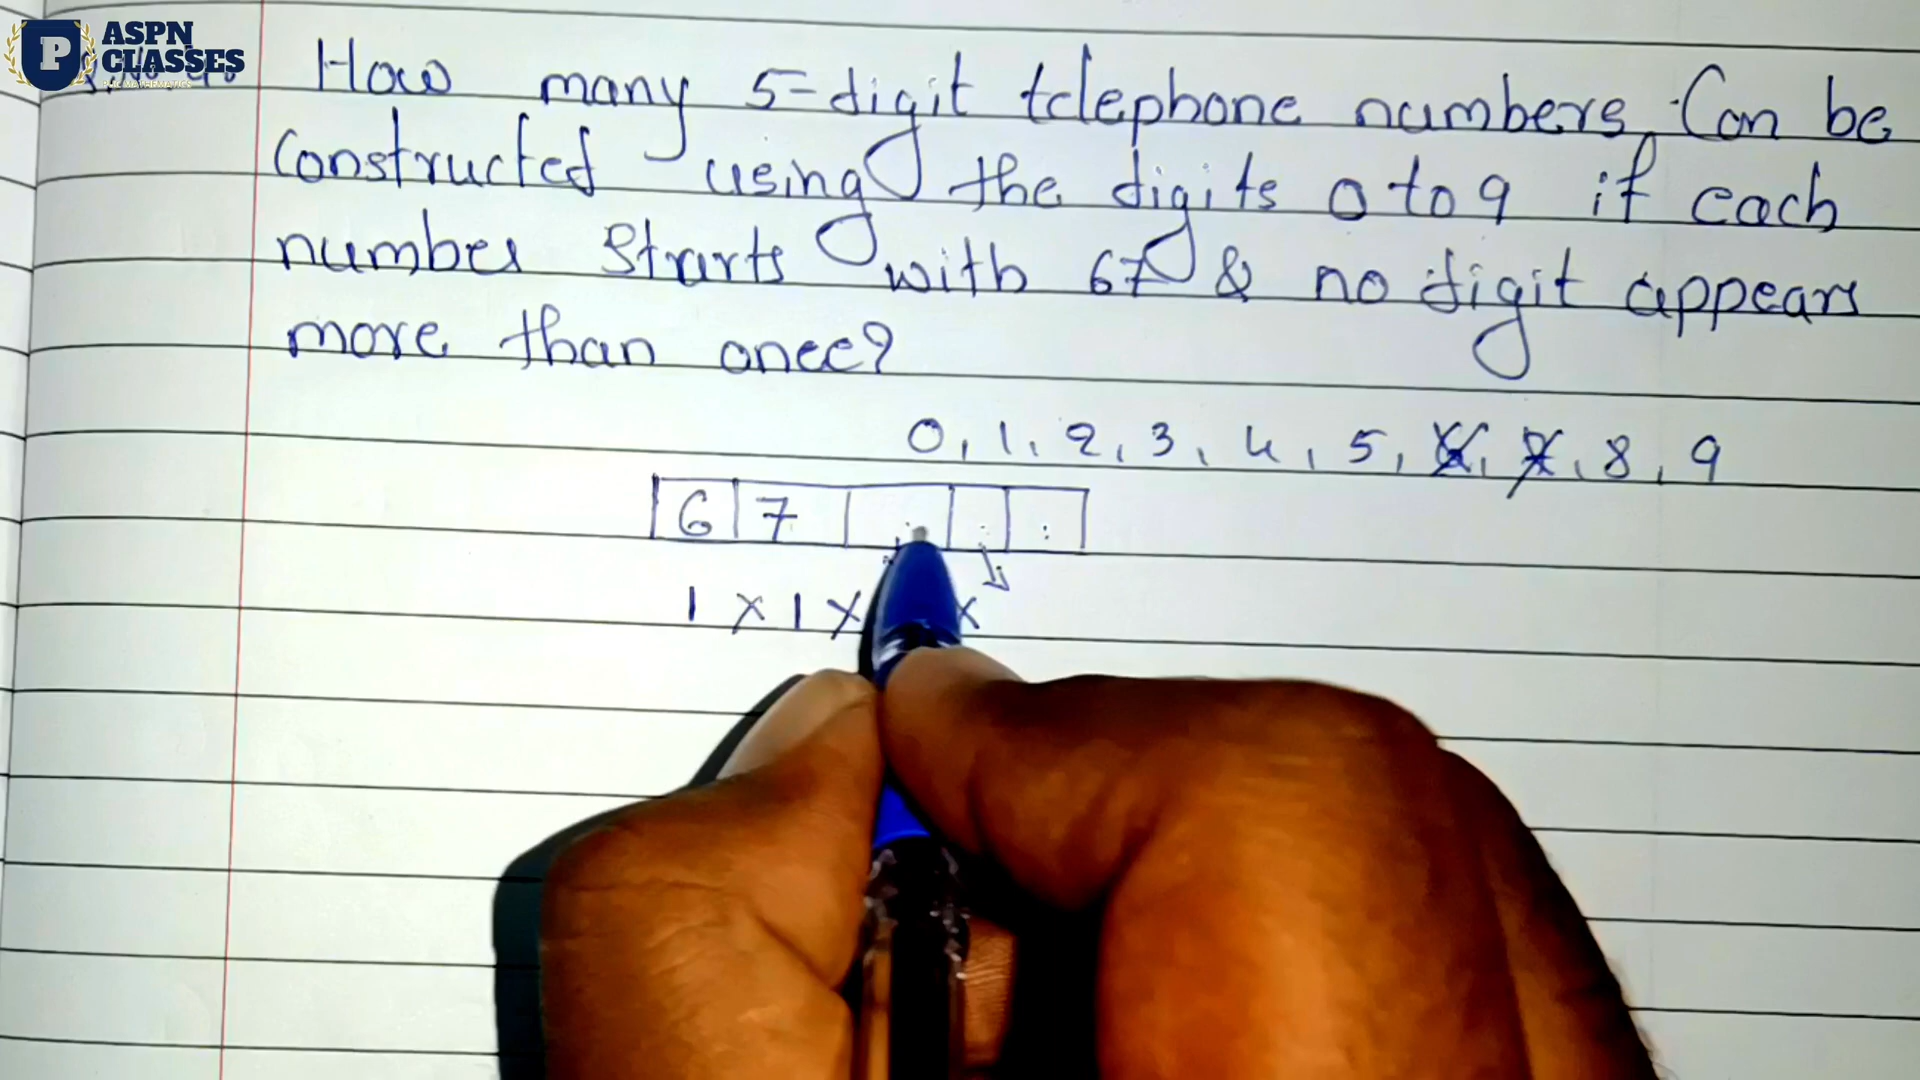 P ASPN
CLASSES
How many 5-digit telephone numbers, Can be
constructed using the digits 0 to 9 if each
number starts with 67 & no digit appears
more than once?
0, 1, 2, 3, 4, 5, 6, 7, 8, 9
6 7
1 x 1 x x